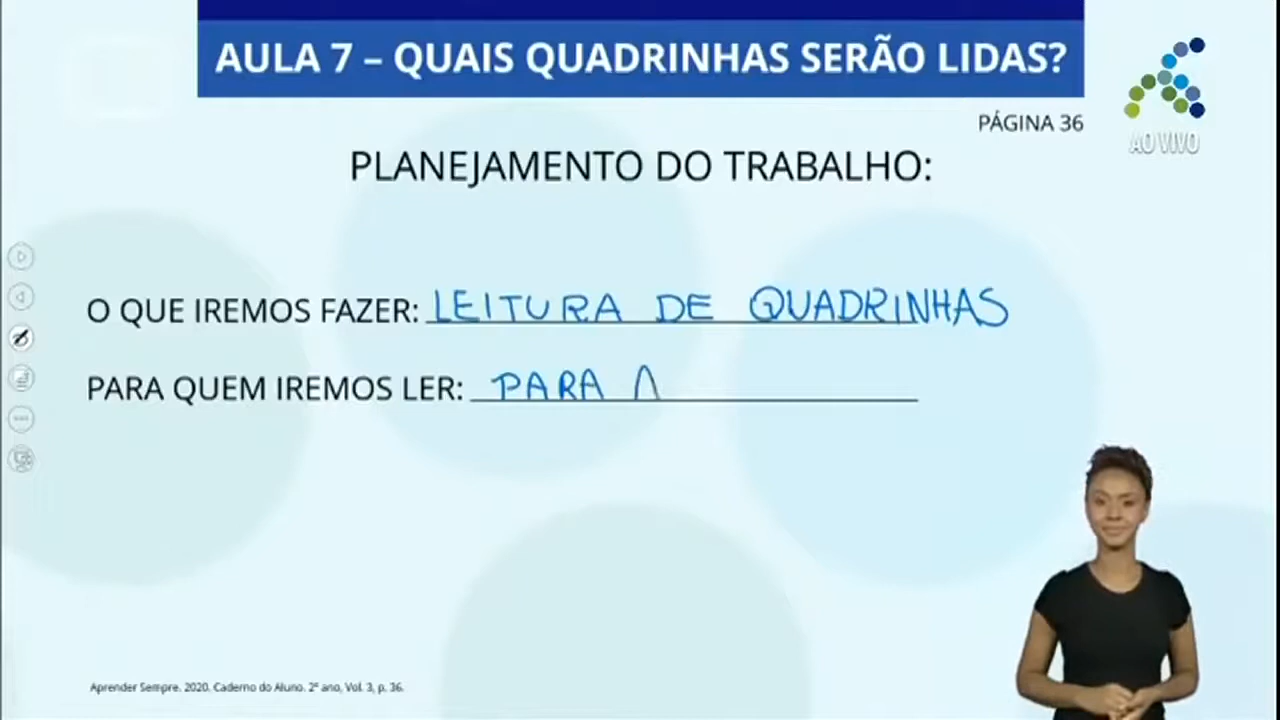 AULA 7 – QUAIS QUADRINHAS SERÃO LIDAS?
AO VIVO
PÁGINA 36
PLANEJAMENTO DO TRABALHO:
O QUE IREMOS FAZER: LEITURA DE QUADRINHAS
PARA QUEM IREMOS LER: PARA
Aprender Sempre. 2020. Caderno do Aluno. 2º ano, Vol. 3, p. 36.